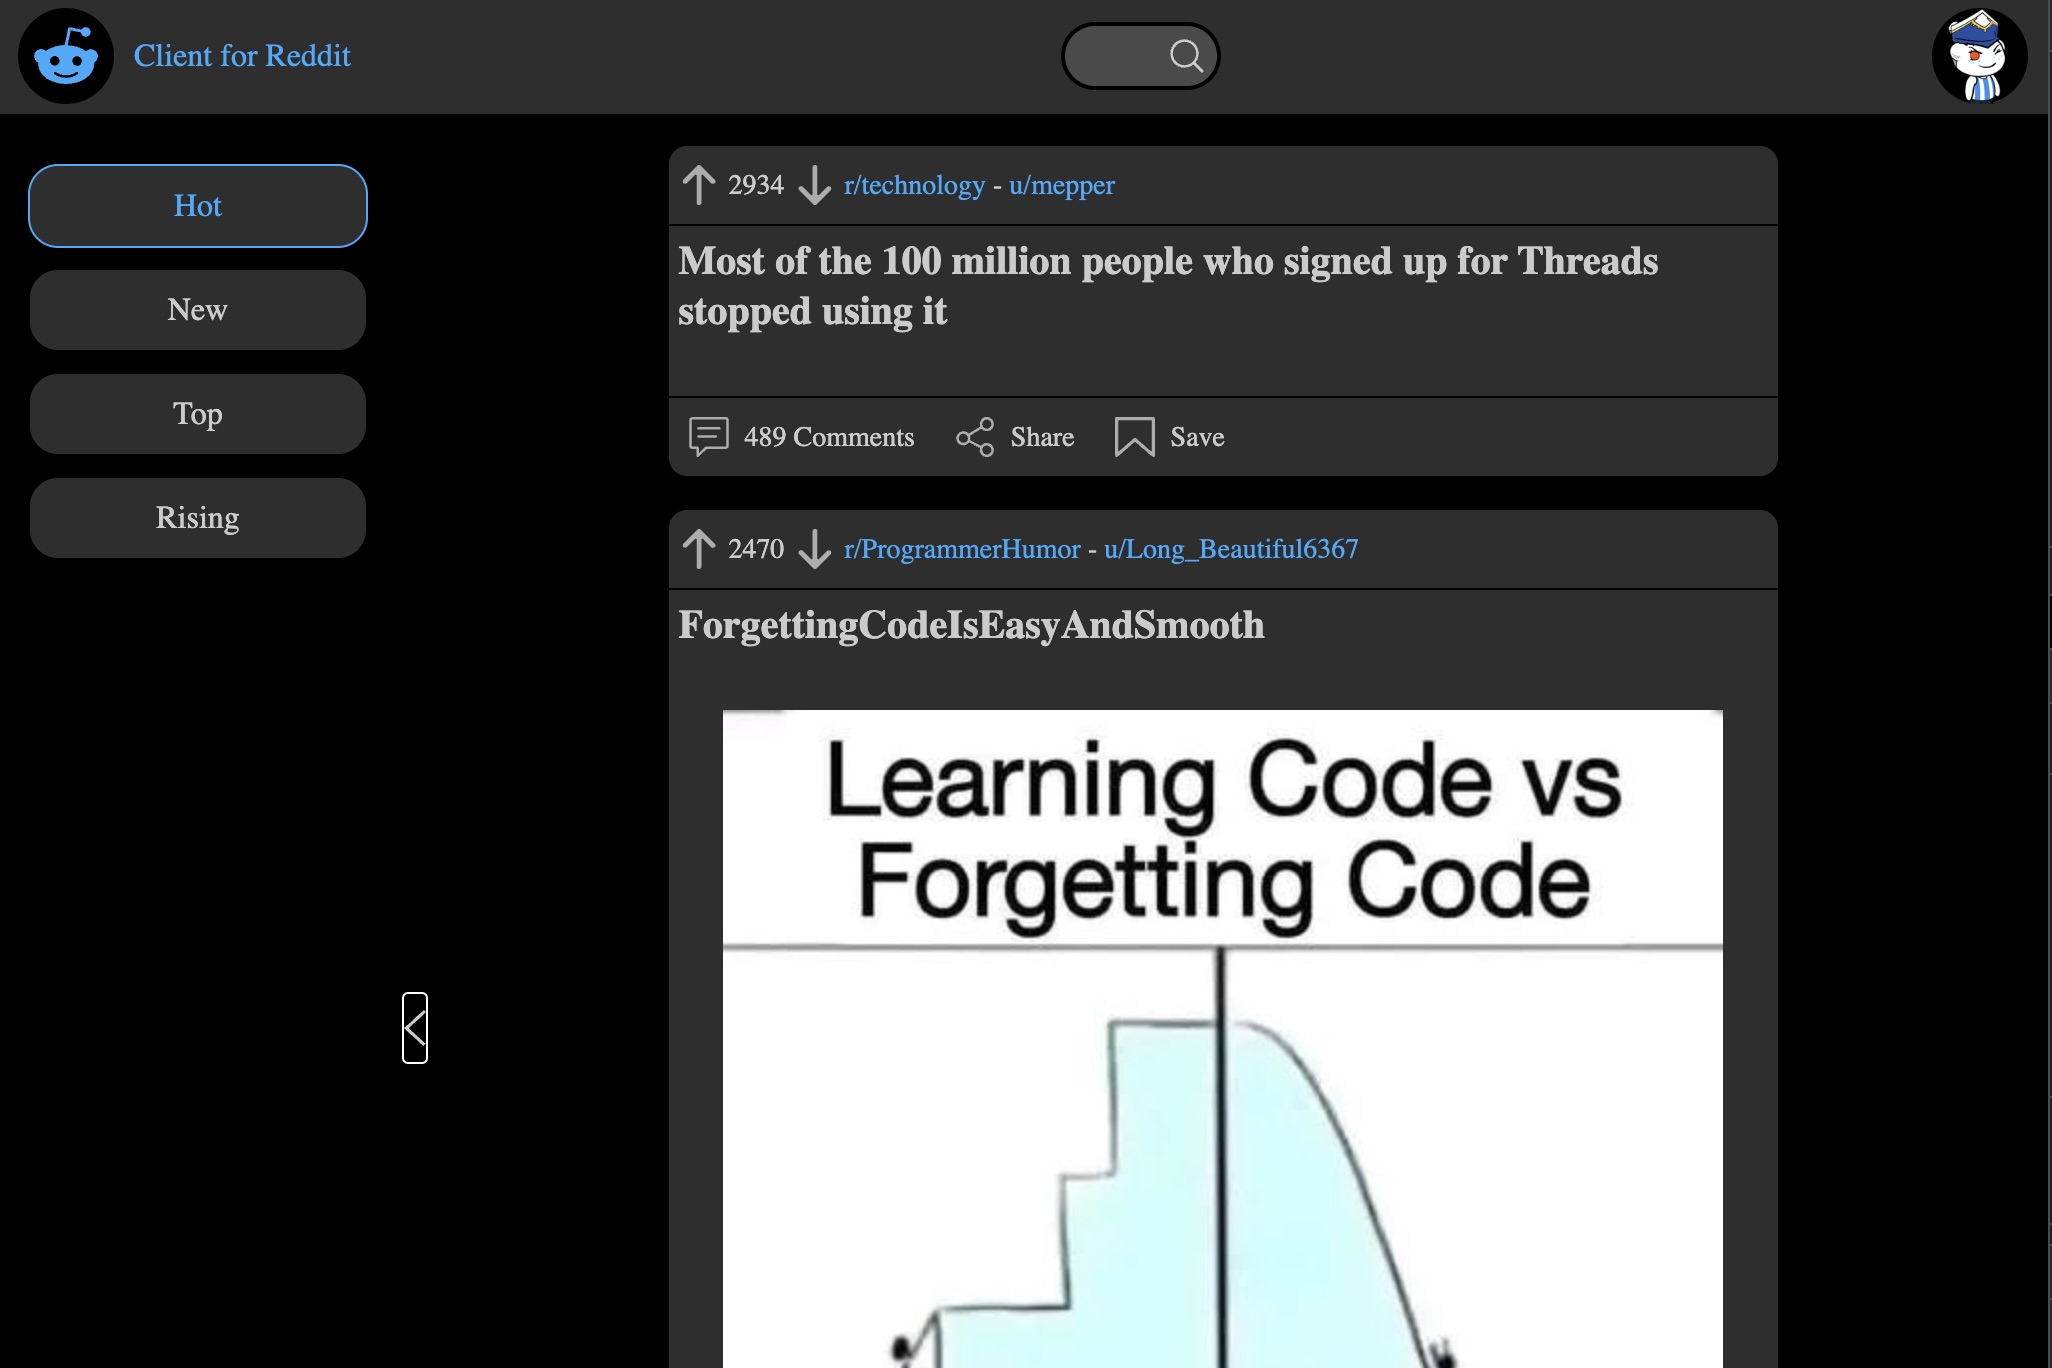 Client for Reddit
Hot
New
Top
Rising
2934 r/technology - u/mepper
Most of the 100 million people who signed up for Threads
stopped using it
489 Comments Share Save
2470 r/ProgrammerHumor - u/Long_Beautiful6367
ForgettingCodeIsEasyAndSmooth
Learning Code vs
Forgetting Code